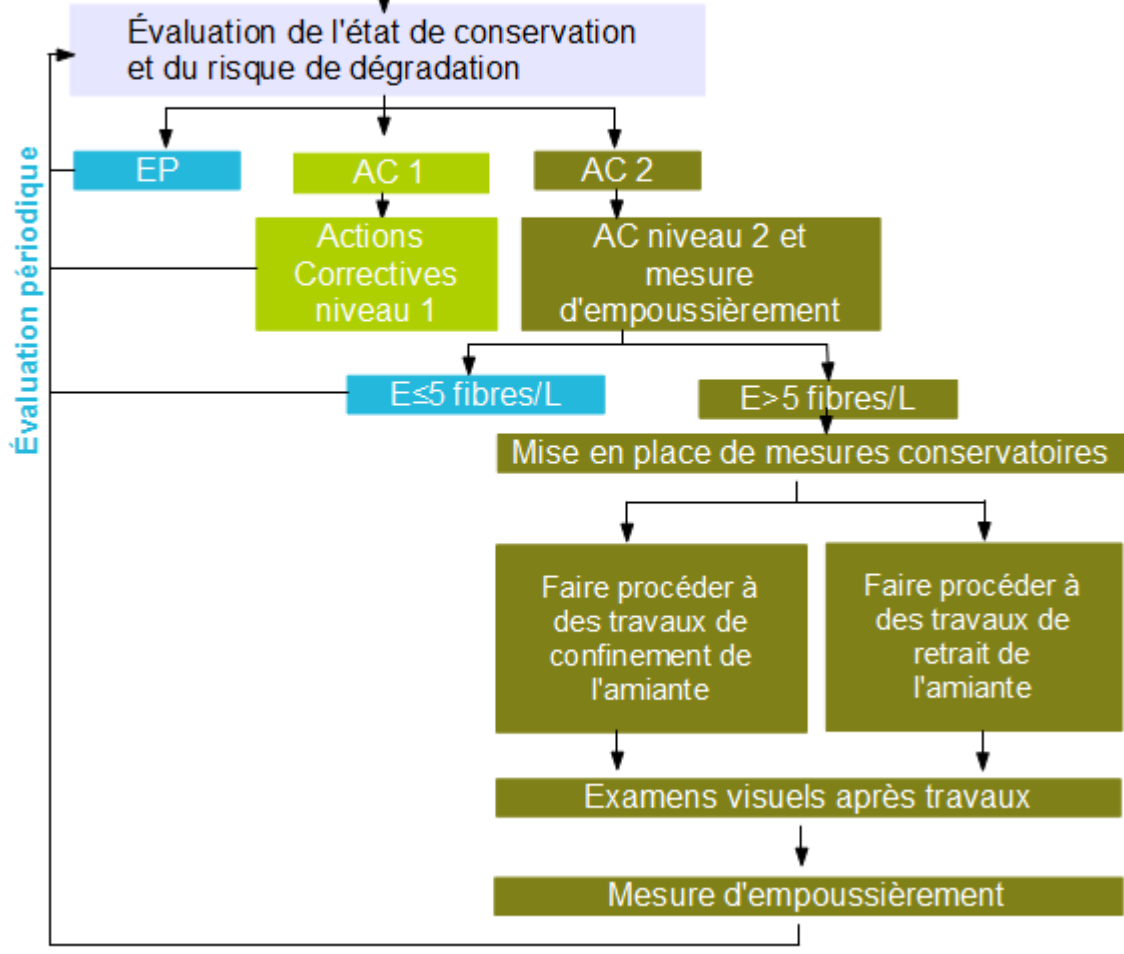 Évaluation de l'état de conservation
et du risque de dégradation
Évaluation périodique
EP
AC 1
AC 2
Actions
Correctives
niveau 1
AC niveau 2 et
mesure
d'empoussièrement
E≤5 fibres/L
E>5 fibres/L
Mise en place de mesures conservatoires
Faire procéder à
des travaux de
confinement de
l'amiante
Faire procéder à
des travaux de
retrait de
l'amiante
Examens visuels après travaux
Mesure d'empoussièrement